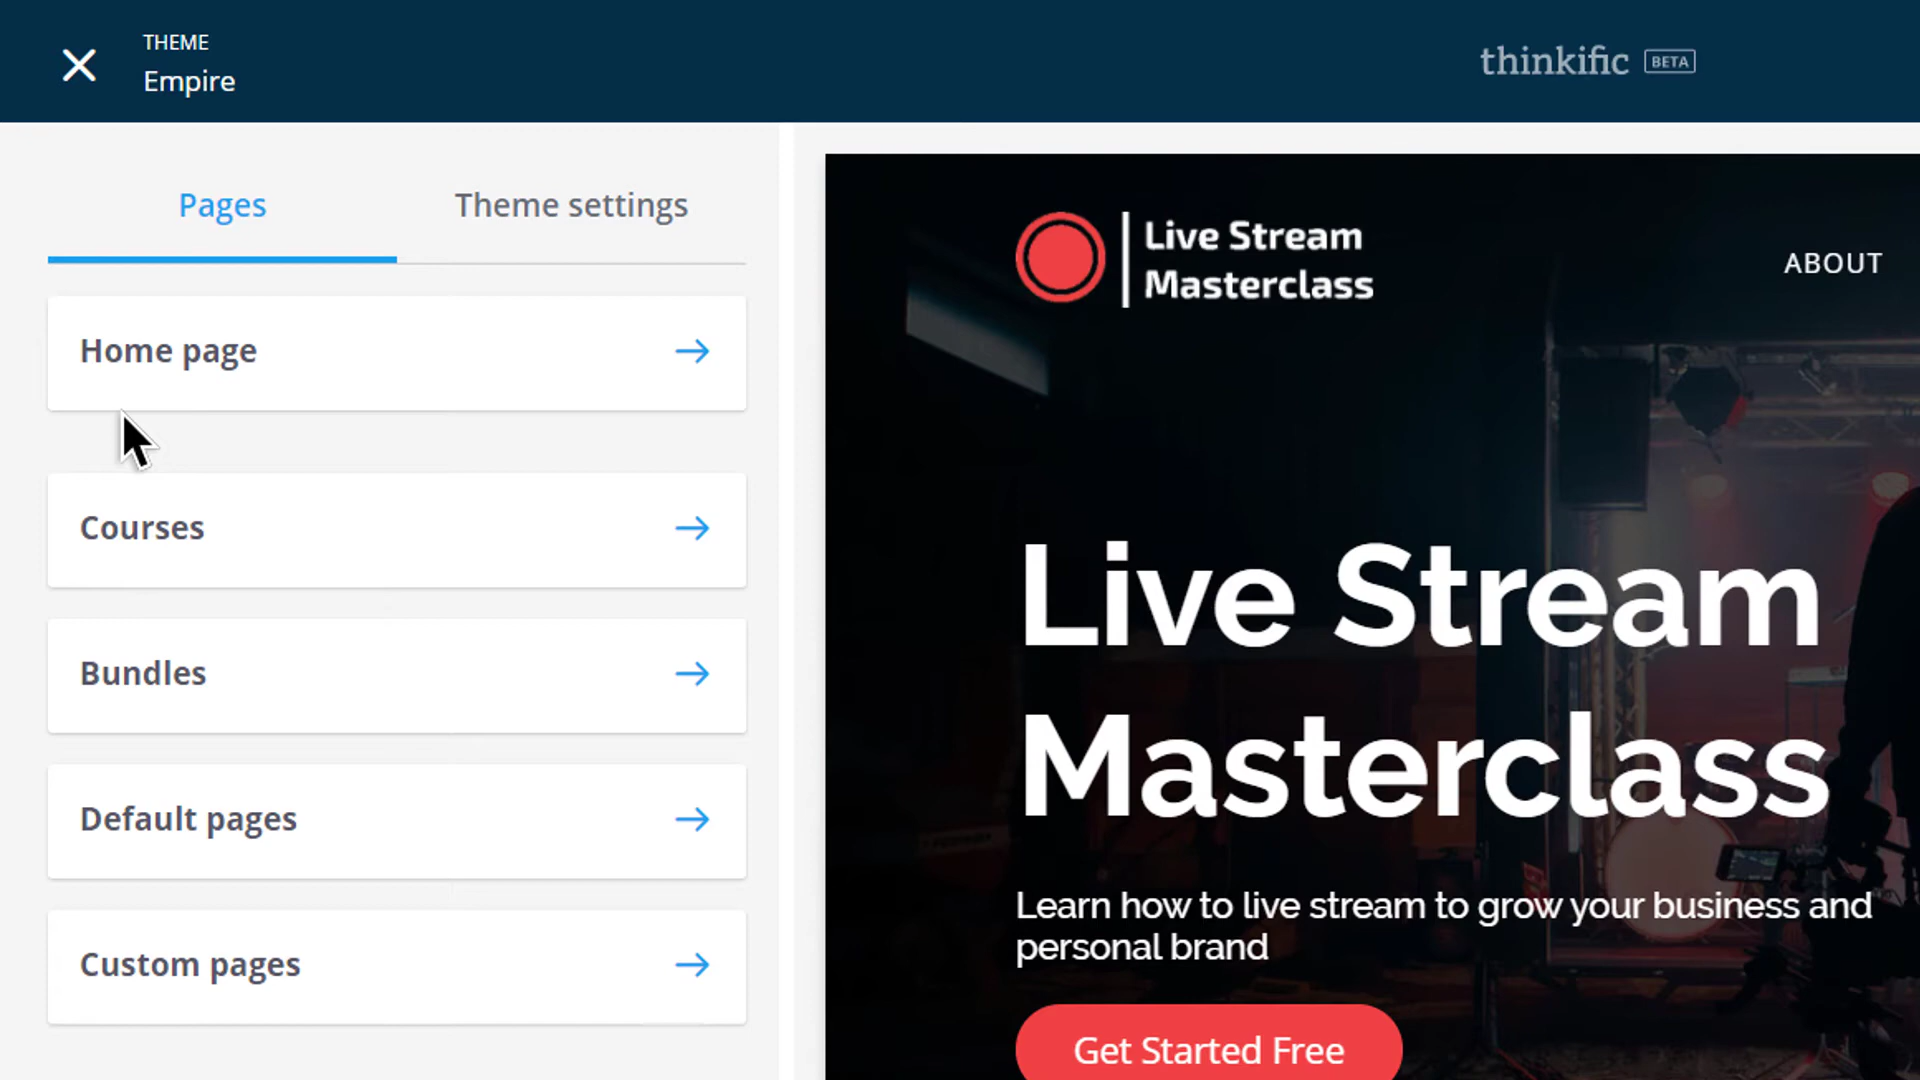 THEME
Empire
thinkific BETA
Pages
Theme settings
Home page
Courses
Bundles
Default pages
Custom pages
Live Stream
Masterclass
ABOUT
Live Stream
Masterclass
Learn how to live stream to grow your business and
personal brand
Get Started Free